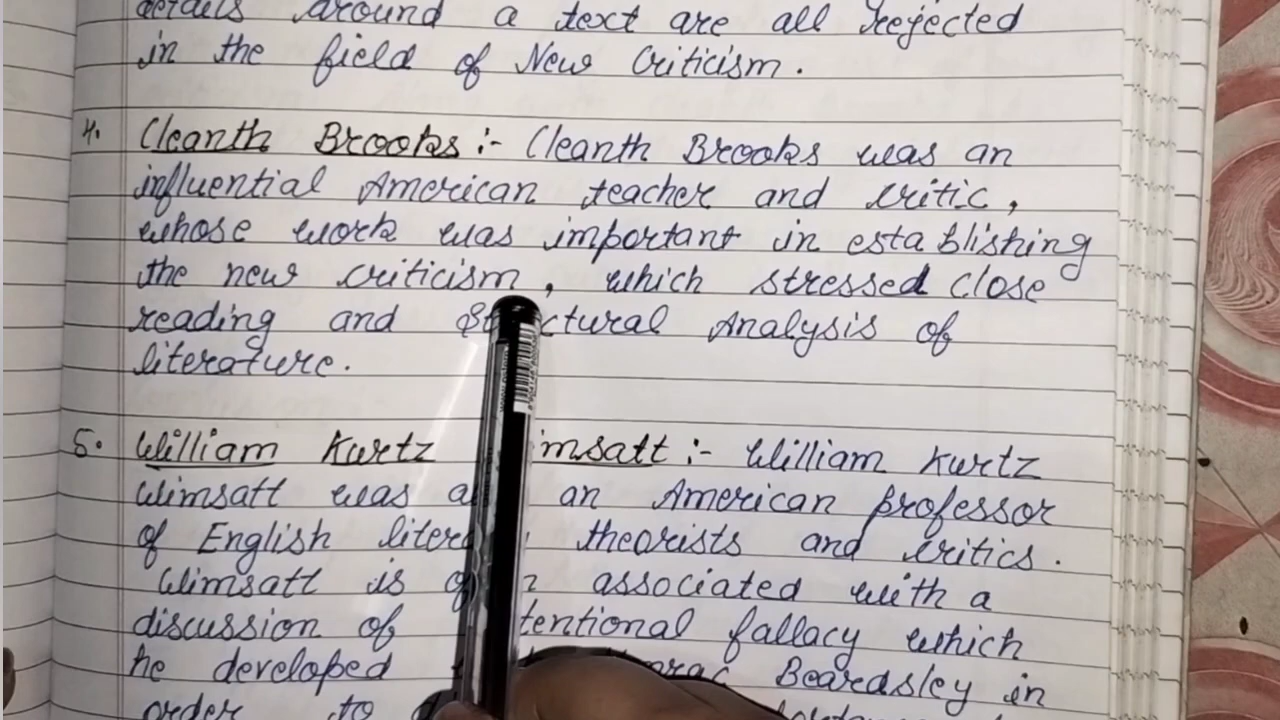 details around a text are all rejected
in the field of New Criticism.
4. Cleanth Brooks :- Cleanth Brooks was an
influential American teacher and critic,
whose work was important in establishing
the new criticism, which stressed close
reading and ctural Analysis of
literature.
5. William Kurtz msatt :- William Kurtz
Wimsatt was an American professor
of English theorists and critics.
Wimsatt is associated with a
discussion of tentional fallacy which
he developed Beardsley in
order to